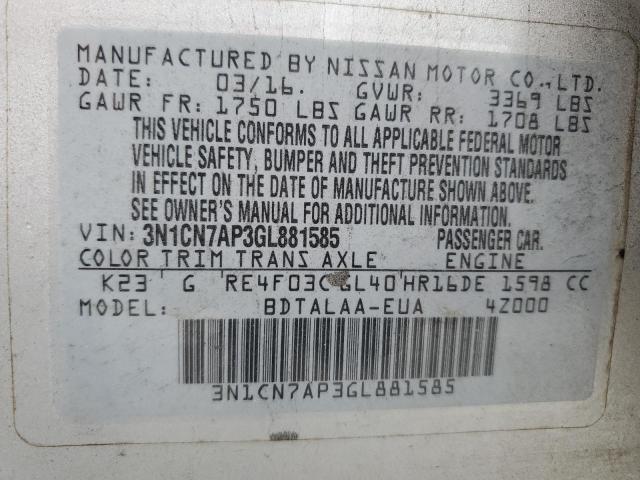 MANUFACTURED BY NISSAN MOTOR CO.,LTD.
DATE: 03/16. GVWR: 3369 LBS
GAWR FR: 1750 LBS GAWR RR: 1708 LBS
THIS VEHICLE CONFORMS TO ALL APPLICABLE FEDERAL MOTOR
VEHICLE SAFETY, BUMPER AND THEFT PREVENTION STANDARDS
IN EFFECT ON THE DATE OF MANUFACTURE SHOWN ABOVE.
SEE OWNER'S MANUAL FOR ADDITIONAL INFORMATION.
VIN: 3N1CN7AP3GL881585 PASSENGER CAR.
COLOR TRIM TRANS AXLE ENGINE
K23 G RE4F03C GL40 HR16DE 1598 CC
MODEL: BDTALAA-EUA 4Z000
3N1CN7AP3GL881585